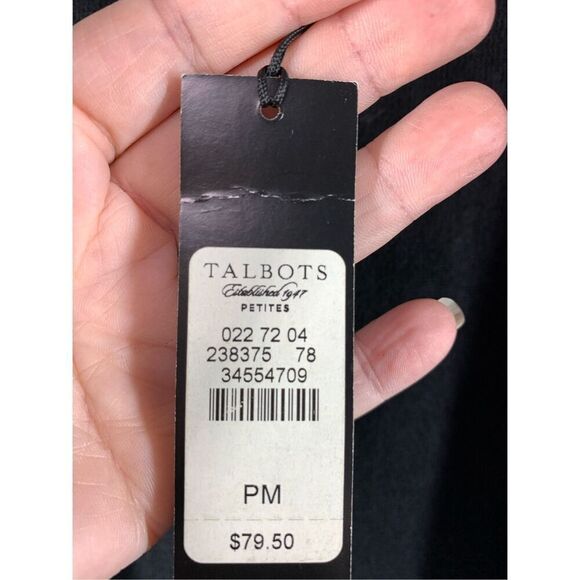 TALBOTS
Established 1947
PETITES
022 72 04
238375 78
34554709
PM
$79.50